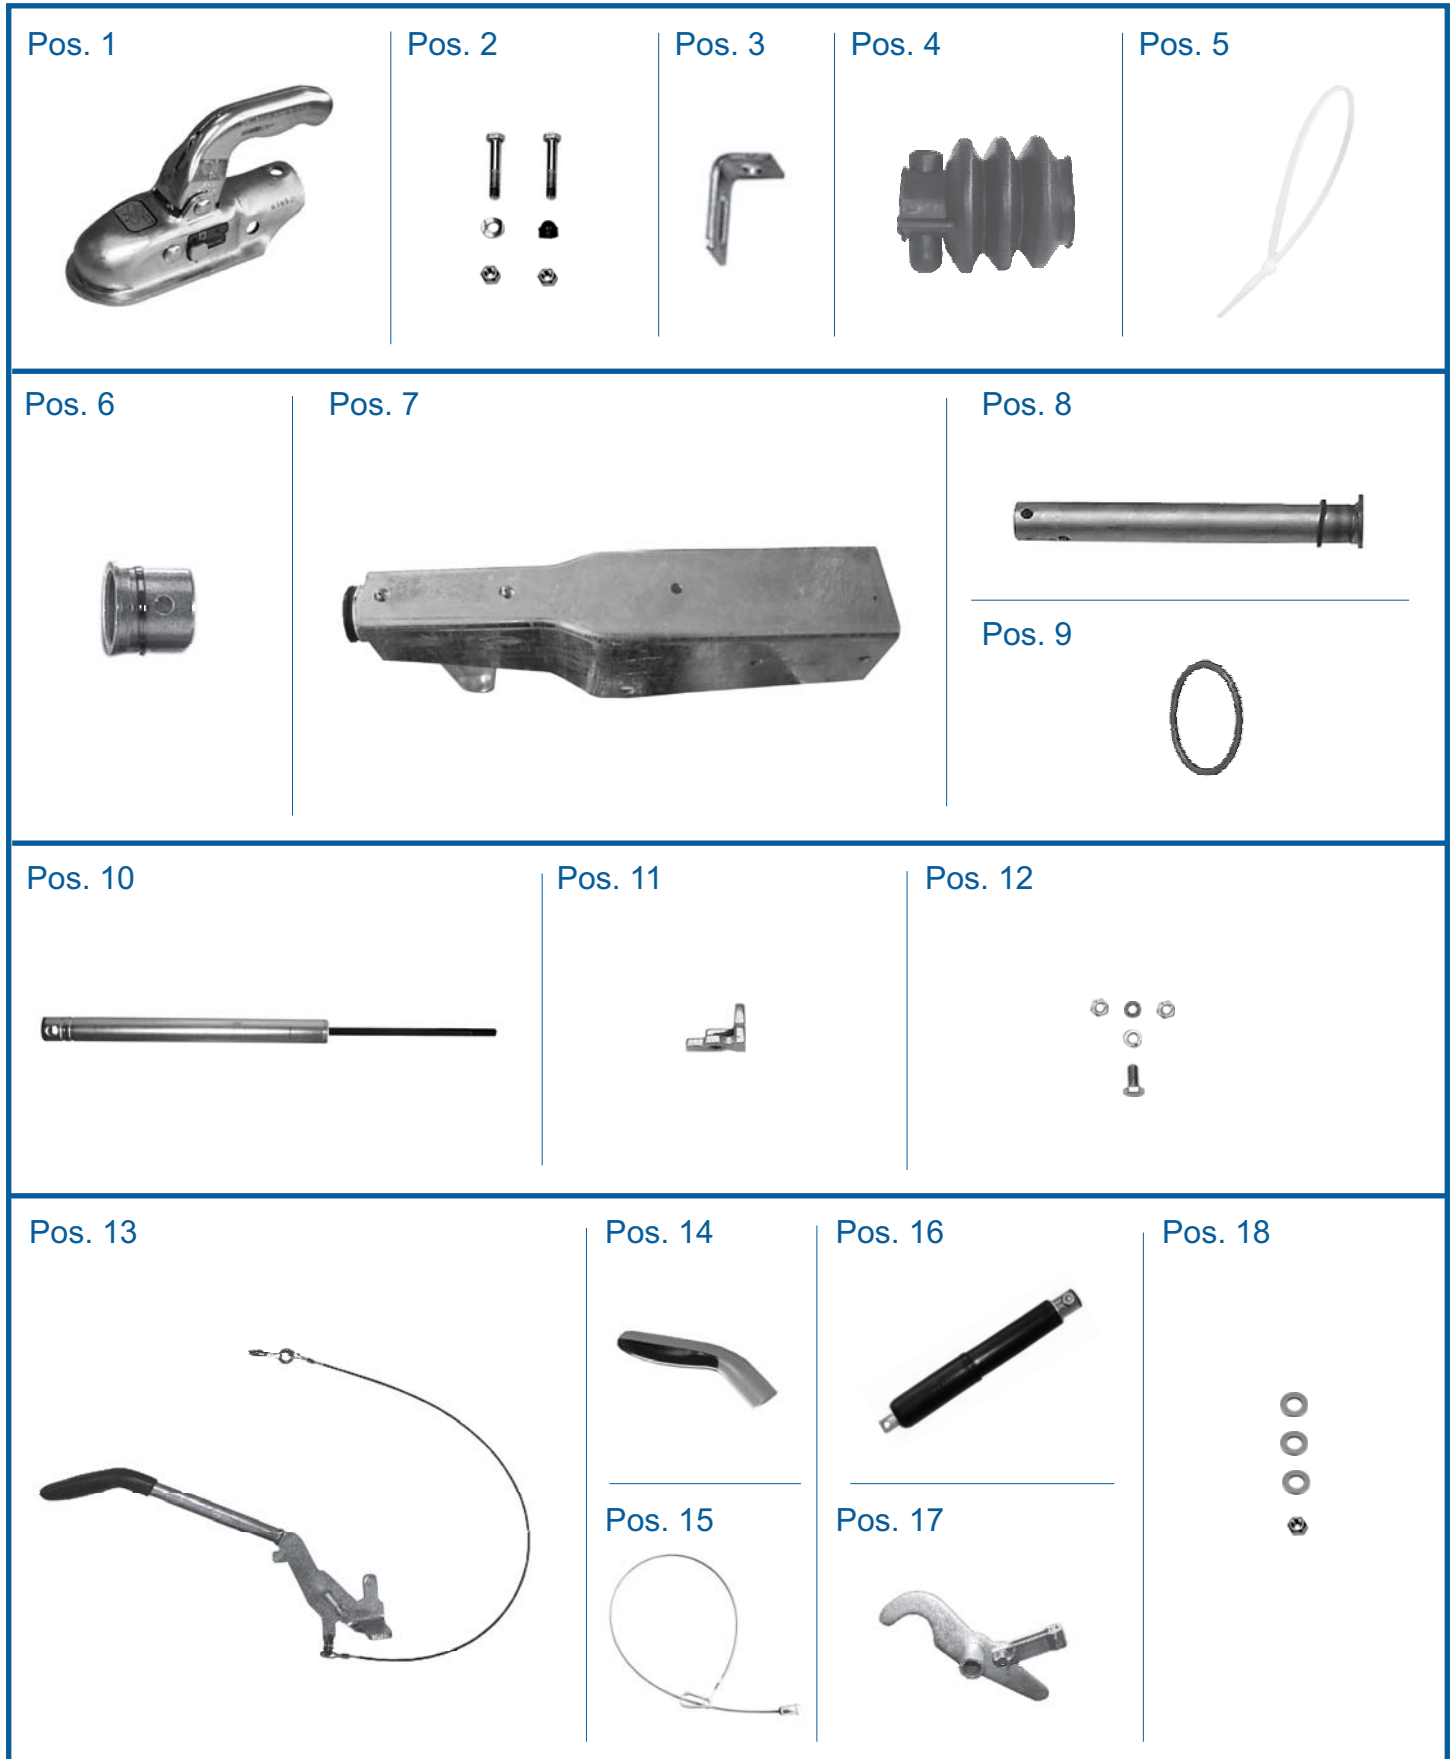 Pos. 1
Pos. 2
Pos. 3
Pos. 4
Pos. 5
Pos. 6
Pos. 7
Pos. 8
Pos. 9
Pos. 10
Pos. 11
Pos. 12
Pos. 13
Pos. 14
Pos. 16
Pos. 18
Pos. 15
Pos. 17